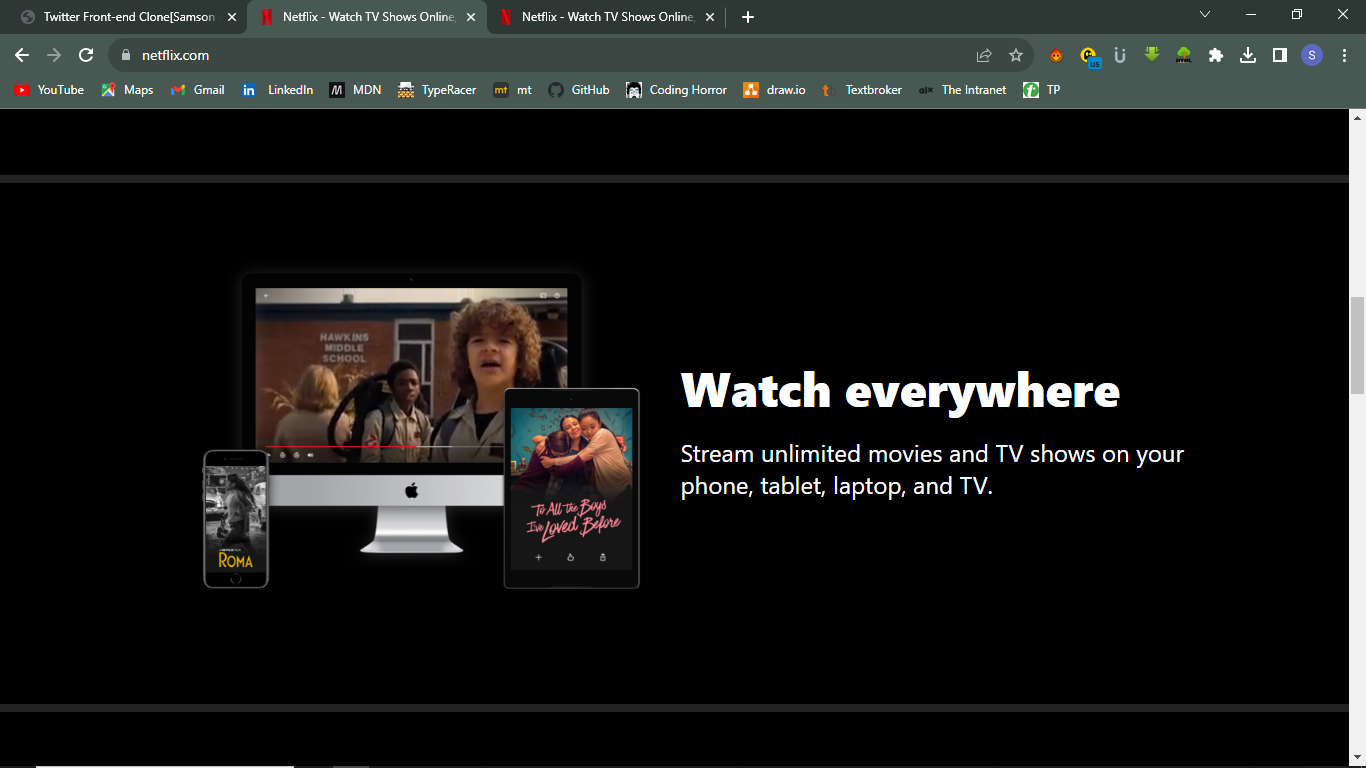 Twitter Front-end Clone[Samson
Netflix - Watch TV Shows Online,
Netflix - Watch TV Shows Online,
netflix.com
us
S
YouTube
Maps
Gmail
LinkedIn
MDN
TypeRacer
mt mt
GitHub
Coding Horror
draw.io
Textbroker
alx The Intranet
TP
HAWKINS
MIDDLE
SCHOOL
Watch everywhere
Stream unlimited movies and TV shows on your
phone, tablet, laptop, and TV.
To All the Boys
I've Loved Before
ROMA